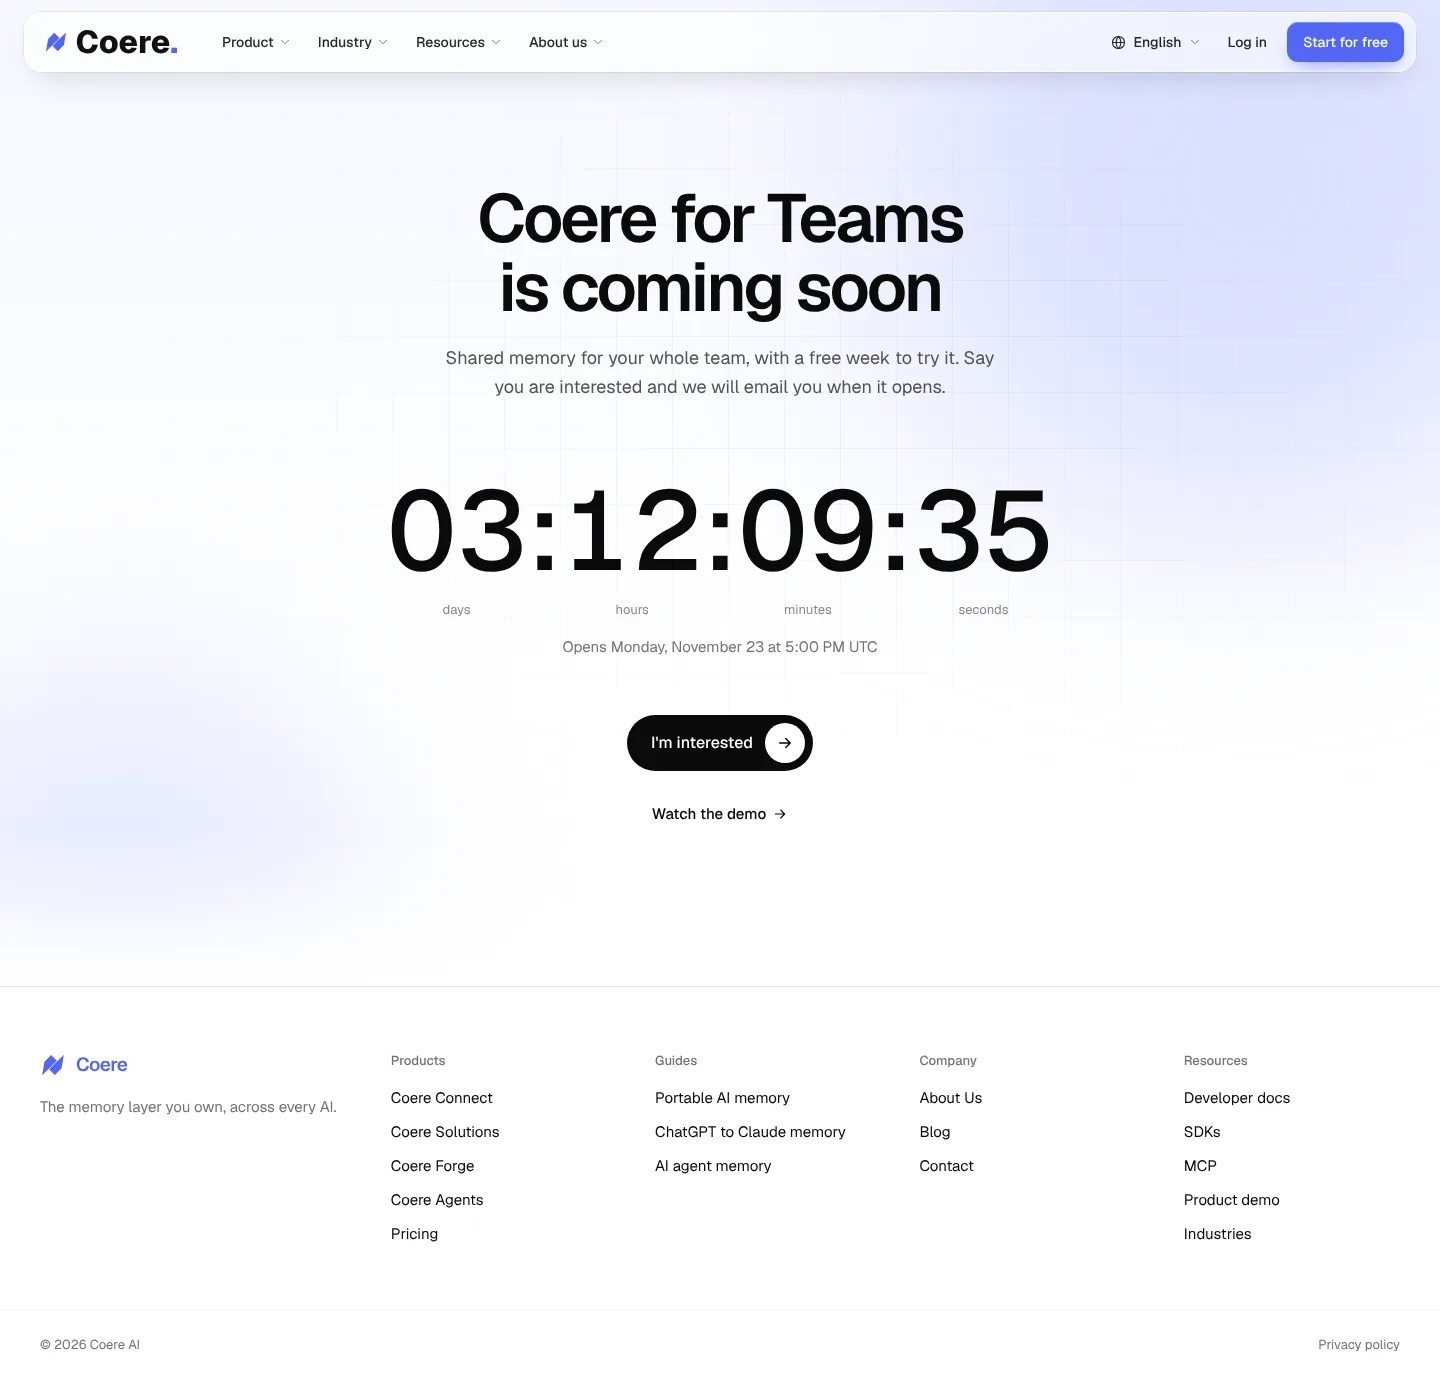 Coere.
Product
Industry
Resources
About us
English
Log in
Start for free
Coere for Teams
is coming soon
Shared memory for your whole team, with a free week to try it. Say
you are interested and we will email you when it opens.
03:12:09:35
days
hours
minutes
seconds
Opens Monday, November 23 at 5:00 PM UTC
I'm interested
Watch the demo
Coere
The memory layer you own, across every AI.
Products
Coere Connect
Coere Solutions
Coere Forge
Coere Agents
Pricing
Guides
Portable AI memory
ChatGPT to Claude memory
AI agent memory
Company
About Us
Blog
Contact
Resources
Developer docs
SDKs
MCP
Product demo
Industries
© 2026 Coere AI
Privacy policy